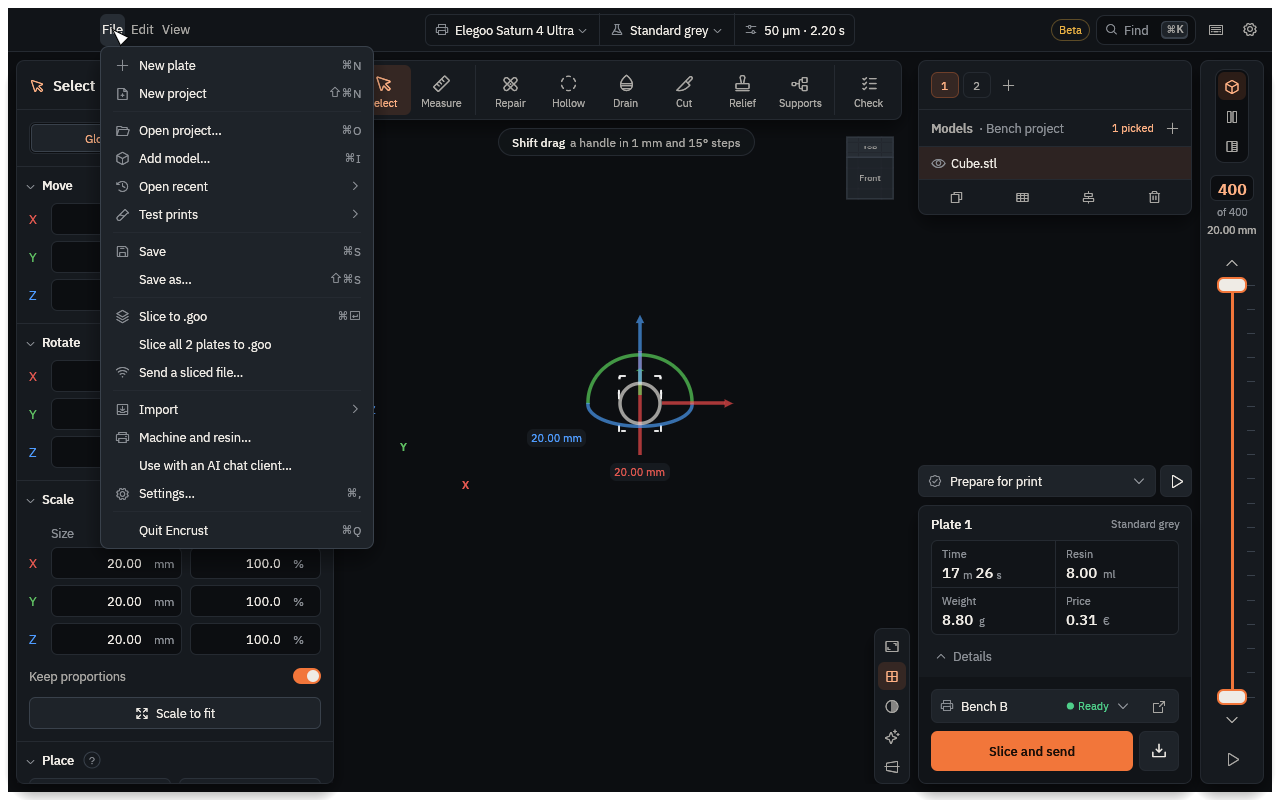 File Edit View
Elegoo Saturn 4 Ultra
Standard grey
50 µm · 2.20 s
Beta
Find ⌘K
New plate ⌘N
New project ⇧⌘N
Open project... ⌘O
Add model... ⌘I
Open recent
Test prints
Save ⌘S
Save as... ⇧⌘S
Slice to .goo ⌘
Slice all 2 plates to .goo
Send a sliced file...
Import
Machine and resin...
Use with an AI chat client...
Settings... ⌘,
Quit Encrust ⌘Q
Select
Move
X
Y
Z
Rotate
X
Y
Z
Scale
Size
X 20.00 mm 100.0 %
Y 20.00 mm 100.0 %
Z 20.00 mm 100.0 %
Keep proportions
Scale to fit
Place ?
Measure
Repair
Hollow
Drain
Cut
Relief
Supports
Check
Shift drag a handle in 1 mm and 15° steps
Front
20.00 mm
20.00 mm
Y
X
1 2
Models · Bench project 1 picked
Cube.stl
Prepare for print
Plate 1 Standard grey
Time
17 m 26 s
Resin
8.00 ml
Weight
8.80 g
Price
0.31 €
Details
Bench B Ready
Slice and send
400
of 400
20.00 mm